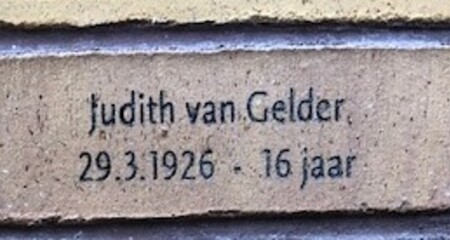 Judith van Gelder
29.3.1926 - 16 jaar